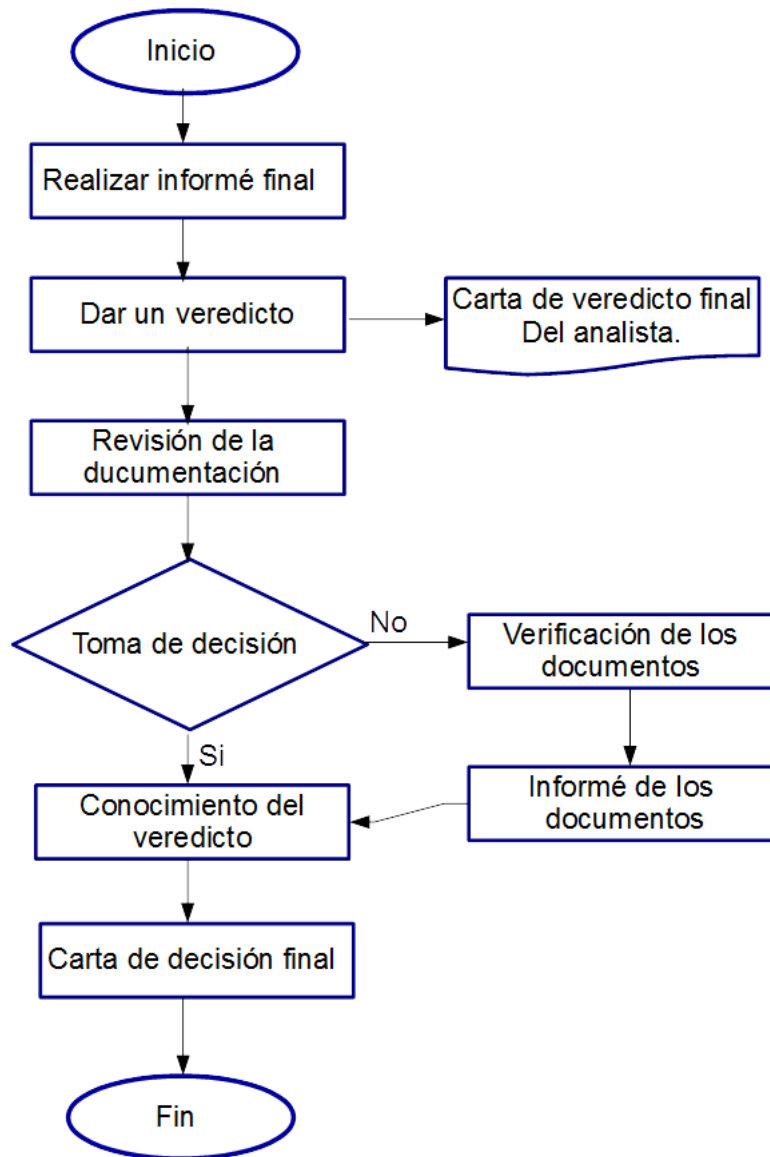 Inicio
Realizar informé final
Dar un veredicto
Carta de veredicto final
Del analista.
Revisión de la
ducumentación
Toma de decisión
No
Verificación de los
documentos
Si
Informé de los
documentos
Conocimiento del
veredicto
Carta de decisión final
Fin